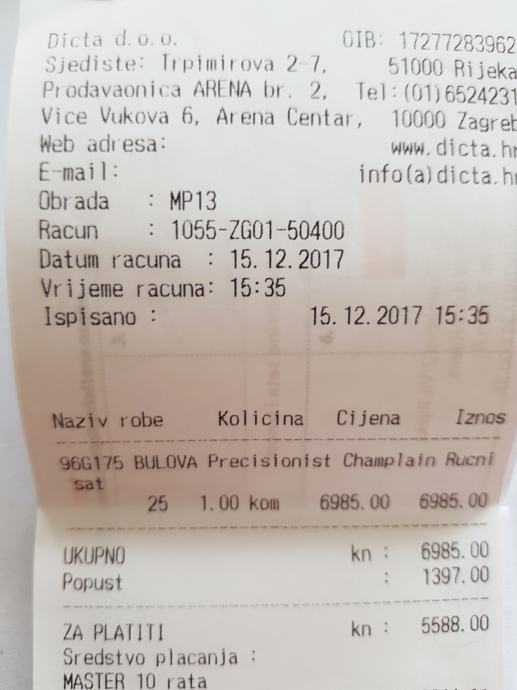 Dicta d.o.o. OIB: 17277283962
Sjediste: Trpimirova 2-7, 51000 Rijeka
Prodavaonica ARENA br. 2, Tel:(01)6524231
Vice Vukova 6, Arena Centar, 10000 Zagreb
Web adresa: www.dicta.hr
E-mail: info(a)dicta.hr
Obrada : MP13
Racun : 1055-ZG01-50400
Datum racuna : 15.12.2017
Vrijeme racuna: 15:35
Ispisano : 15.12.2017 15:35
Naziv robe Kolicina Cijena Iznos
96G175 BULOVA Precisionist Champlain Rucni
sat
25 1.00 kom 6985.00 6985.00
UKUPNO kn : 6985.00
Popust : 1397.00
ZA PLATITI kn : 5588.00
Sredstvo placanja :
MASTER 10 rata